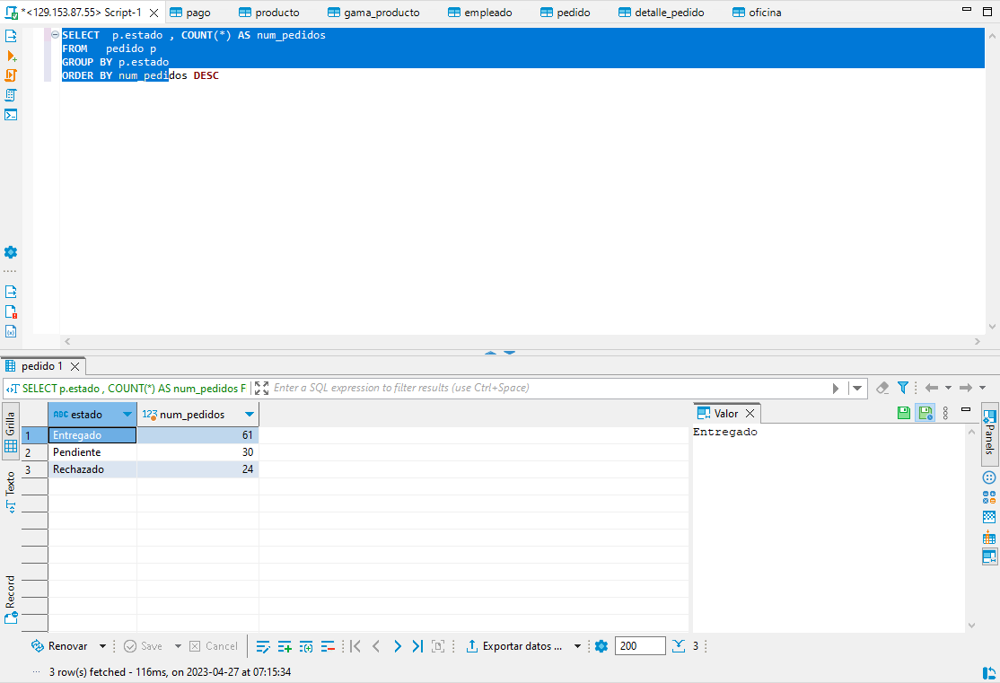 *<129.153.87.55> Script-1
pago
producto
gama_producto
empleado
pedido
detalle_pedido
oficina
SELECT  p.estado , COUNT(*) AS num_pedidos
FROM   pedido p
GROUP BY p.estado
ORDER BY num_pedidos DESC
pedido 1
SELECT p.estado , COUNT(*) AS num_pedidos F
Enter a SQL expression to filter results (use Ctrl+Space)
Grilla
Texto
Record
ABC estado
123 num_pedidos
1 Entregado 61
2 Pendiente 30
3 Rechazado 24
Valor
Entregado
Panels
Renovar
Save
Cancel
Exportar datos ...
200
3
3 row(s) fetched - 116ms, on 2023-04-27 at 07:15:34